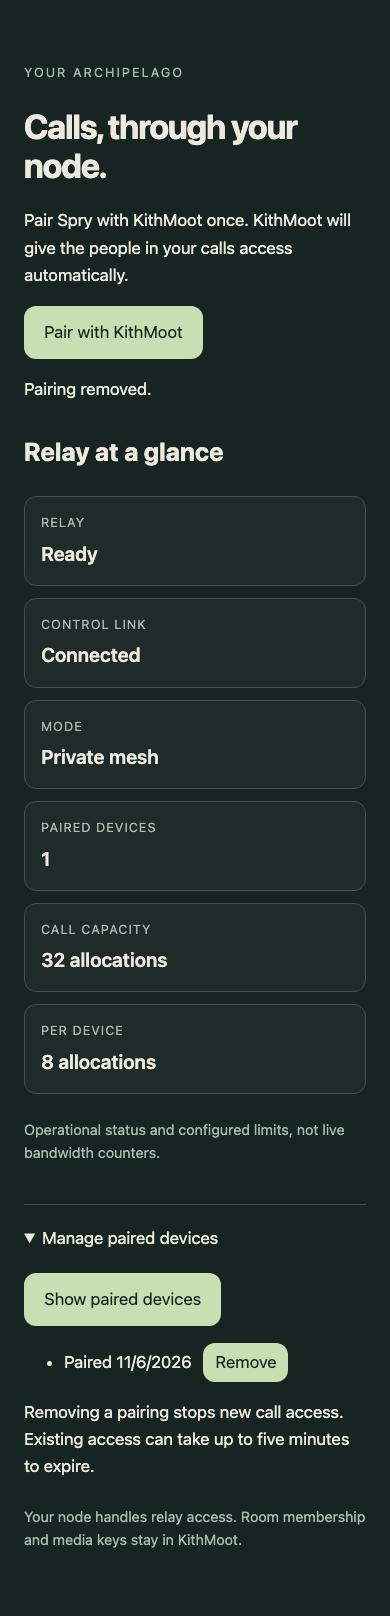 YOUR ARCHIPELAGO
Calls, through your
node.
Pair Spry with KithMoot once. KithMoot will
give the people in your calls access
automatically.
Pair with KithMoot
Pairing removed.
Relay at a glance
RELAY
Ready
CONTROL LINK
Connected
MODE
Private mesh
PAIRED DEVICES
1
CALL CAPACITY
32 allocations
PER DEVICE
8 allocations
Operational status and configured limits, not live
bandwidth counters.
▼ Manage paired devices
Show paired devices
• Paired 11/6/2026 Remove
Removing a pairing stops new call access.
Existing access can take up to five minutes
to expire.
Your node handles relay access. Room membership
and media keys stay in KithMoot.